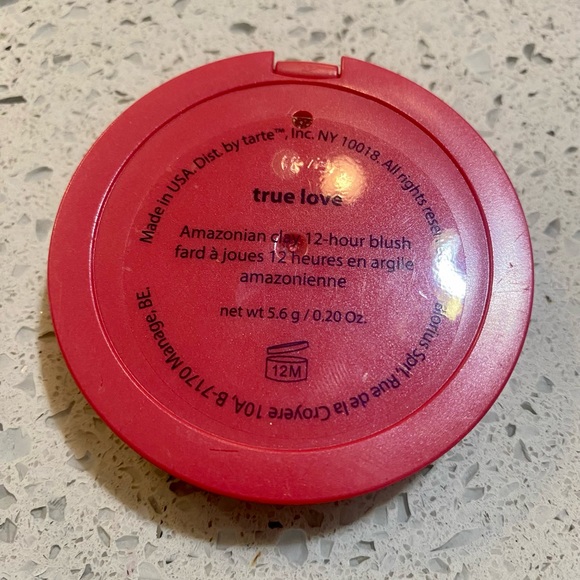 Made in USA. Dist. by tarte™, Inc. NY 10018. All rights
true love
Amazonian clay 12-hour blush
fard à joues 12 heures en argile
amazonienne
net wt 5.6 g / 0.20 Oz.
12M
Sprl. Rue de la Croyere 10A, B-7170 Manage, BE.